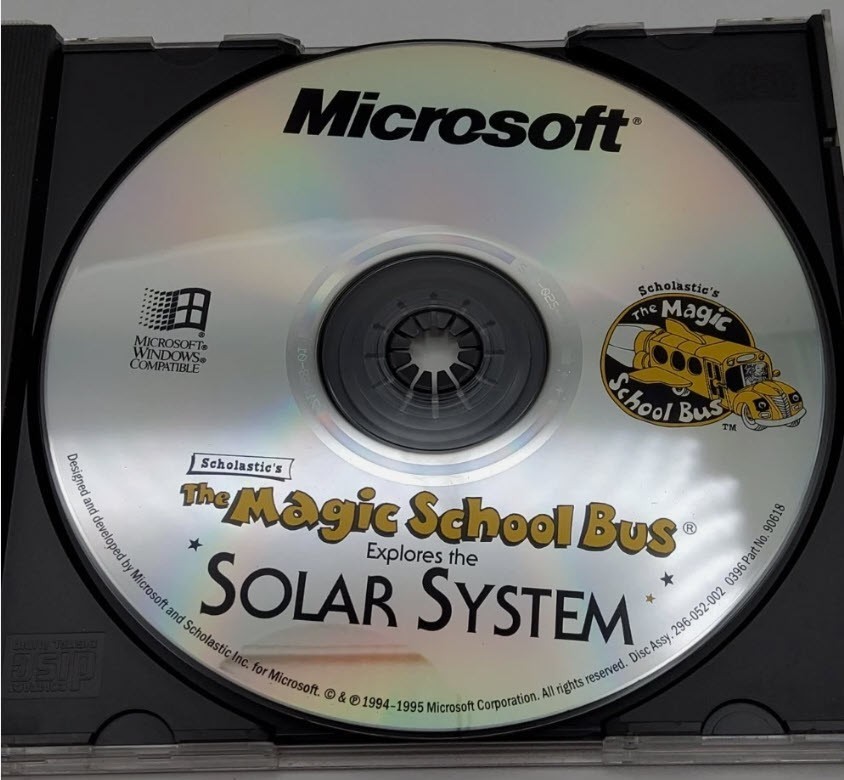 Microsoft®
MICROSOFT®
WINDOWS®
COMPATIBLE
Scholastic's
The Magic
School Bus
TM
Scholastic's
The Magic School Bus®
Explores the
SOLAR SYSTEM
Designed and developed by Microsoft and Scholastic Inc. for Microsoft. © & ℗ 1994-1995 Microsoft Corporation. All rights reserved. Disc Assy. 296-052-002 0396 Part No. 90618